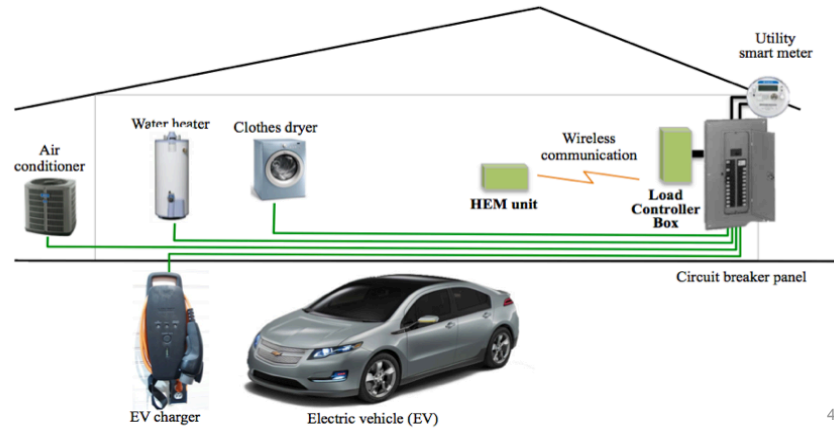 Utility
smart meter
Water heater
Clothes dryer
Air
conditioner
Wireless
communication
HEM unit
Load
Controller
Box
Circuit breaker panel
EV charger
Electric vehicle (EV)
4